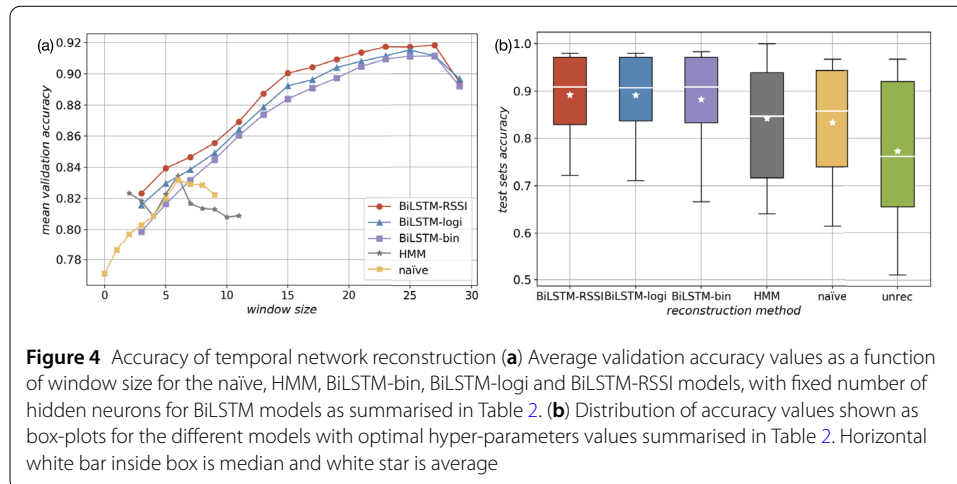 (a)
0.92
0.90
0.88
0.86
0.84
0.82
0.80
0.78
mean validation accuracy
0 5 10 15 20 25 30
window size
BiLSTM-RSSI
BiLSTM-logi
BiLSTM-bin
HMM
naïve
(b)
1.0
0.9
0.8
0.7
0.6
0.5
test sets accuracy
BiLSTM-RSSI BiLSTM-logi BiLSTM-bin HMM naïve unrec
reconstruction method
Figure 4 Accuracy of temporal network reconstruction (a) Average validation accuracy values as a function
of window size for the naïve, HMM, BiLSTM-bin, BiLSTM-logi and BiLSTM-RSSI models, with fixed number of
hidden neurons for BiLSTM models as summarised in Table 2. (b) Distribution of accuracy values shown as
box-plots for the different models with optimal hyper-parameters values summarised in Table 2. Horizontal
white bar inside box is median and white star is average